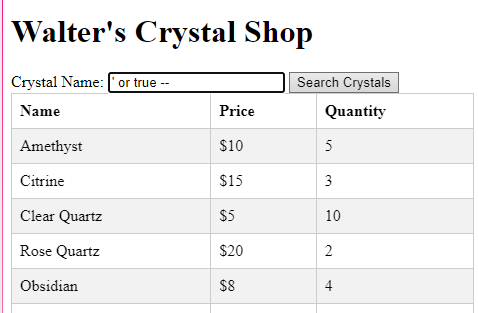 Walter's Crystal Shop
Crystal Name: ' or true -- Search Crystals
Name Price Quantity
Amethyst $10 5
Citrine $15 3
Clear Quartz $5 10
Rose Quartz $20 2
Obsidian $8 4